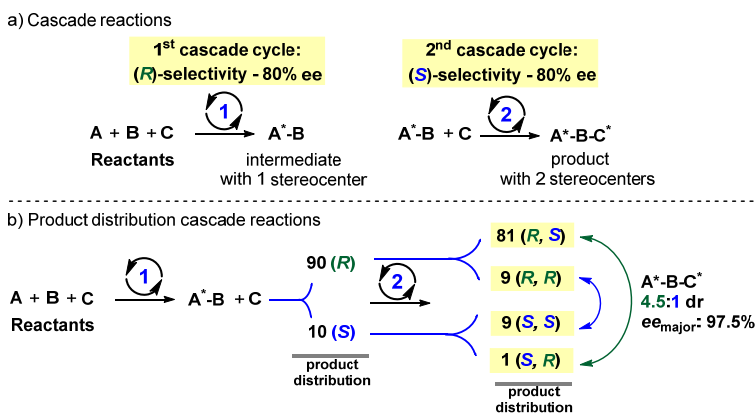 a) Cascade reactions
1st cascade cycle:
(R)-selectivity - 80% ee
2nd cascade cycle:
(S)-selectivity - 80% ee
1
2
A + B + C
A*-B
A*-B + C
A*-B-C*
Reactants
intermediate
with 1 stereocenter
product
with 2 stereocenters
b) Product distribution cascade reactions
81 (R, S)
90 (R)
1
2
9 (R, R)
A + B + C
A*-B + C
A*-B-C*
4.5:1 dr
eemajor: 97.5%
Reactants
10 (S)
9 (S, S)
1 (S, R)
product
distribution
product
distribution